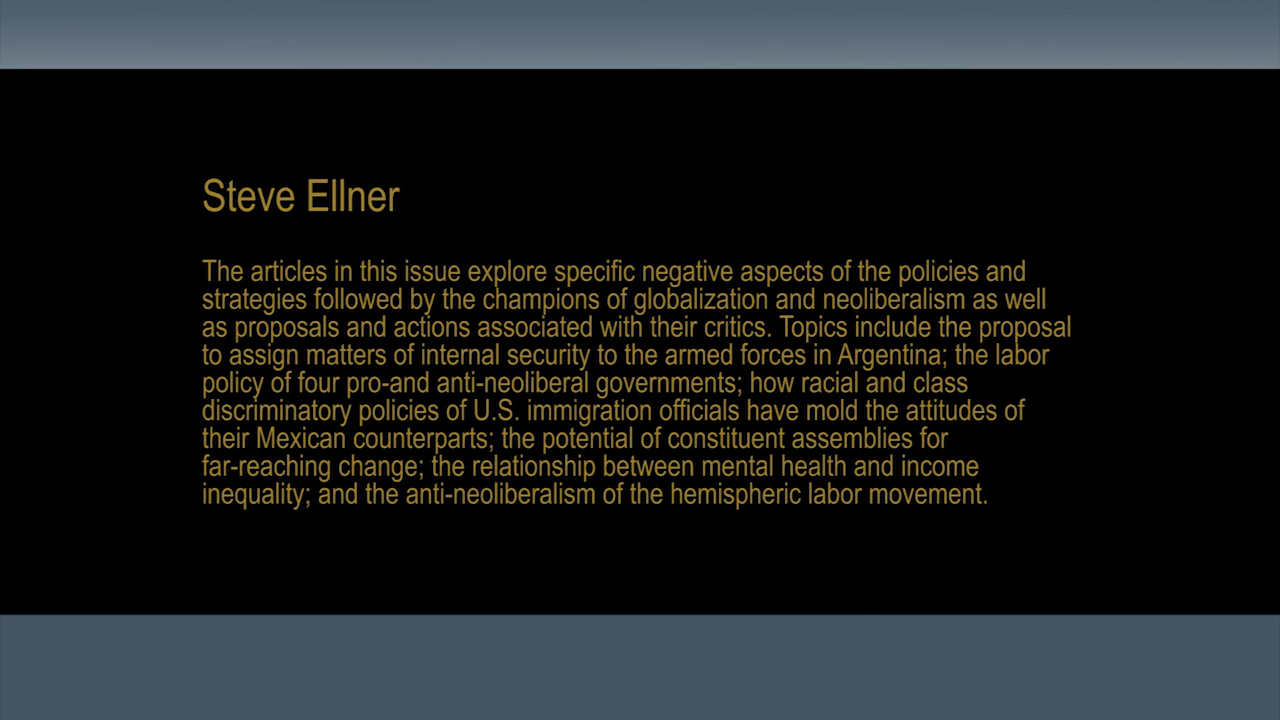 Steve Ellner
The articles in this issue explore specific negative aspects of the policies and
strategies followed by the champions of globalization and neoliberalism as well
as proposals and actions associated with their critics. Topics include the proposal
to assign matters of internal security to the armed forces in Argentina; the labor
policy of four pro-and anti-neoliberal governments; how racial and class
discriminatory policies of U.S. immigration officials have mold the attitudes of
their Mexican counterparts; the potential of constituent assemblies for
far-reaching change; the relationship between mental health and income
inequality; and the anti-neoliberalism of the hemispheric labor movement.